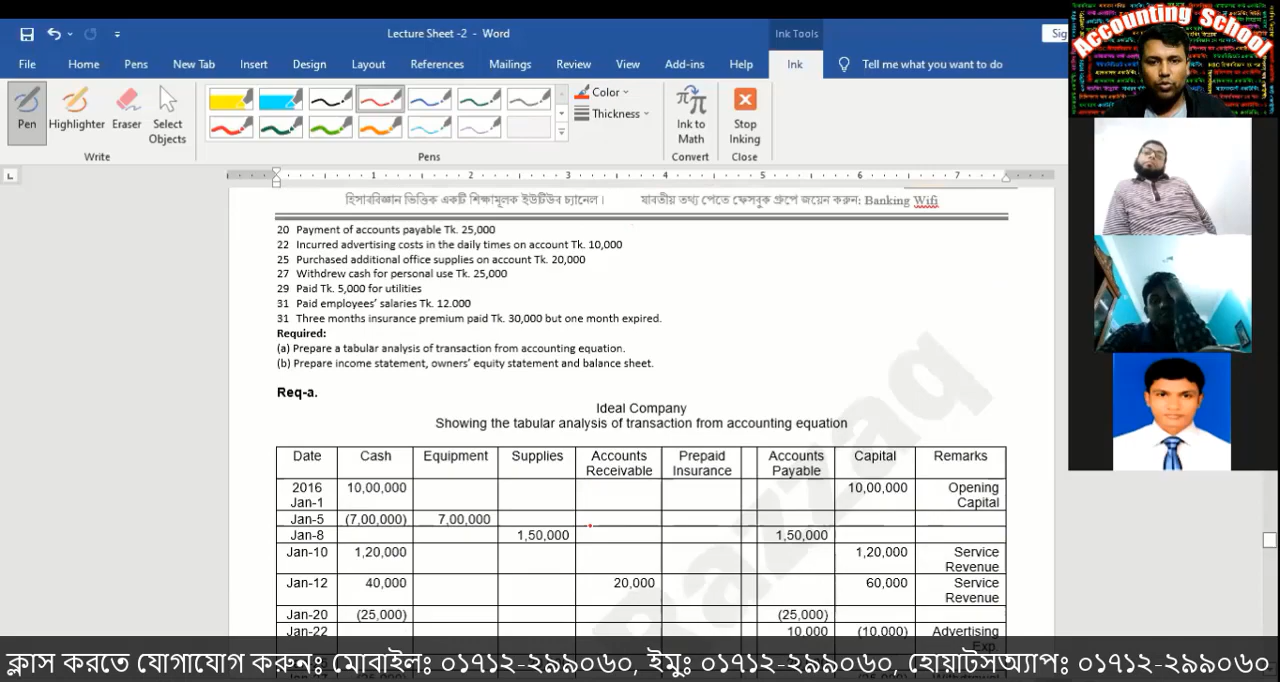 Lecture Sheet -2 - Word
Ink Tools
Sig
File Home Pens New Tab Insert Design Layout References Mailings Review View Add-ins Help Ink Tell me what you want to do
Pen Highlighter Eraser Select Objects
Color
Thickness
Ink to Math
Stop Inking
Write Pens Convert Close
1 2 3 4 5 6 7
Accounting School
হিসাববিজ্ঞান ভিত্তিক একটি শিক্ষামূলক ইউটিউব চ্যানেল। যাবতীয় তথ্য পেতে ফেসবুক গ্রুপে জয়েন করুন: Banking Wifi
20 Payment of accounts payable Tk. 25,000
22 Incurred advertising costs in the daily times on account Tk. 10,000
25 Purchased additional office supplies on account Tk. 20,000
27 Withdrew cash for personal use Tk. 25,000
29 Paid Tk. 5,000 for utilities
31 Paid employees' salaries Tk. 12.000
31 Three months insurance premium paid Tk. 30,000 but one month expired.
Required:
(a) Prepare a tabular analysis of transaction from accounting equation.
(b) Prepare income statement, owners' equity statement and balance sheet.
Req-a.
Ideal Company
Showing the tabular analysis of transaction from accounting equation
Date Cash Equipment Supplies Accounts Receivable Prepaid Insurance Accounts Payable Capital Remarks
2016 Jan-1 10,00,000 10,00,000 Opening Capital
Jan-5 (7,00,000) 7,00,000
Jan-8 1,50,000 1,50,000
Jan-10 1,20,000 1,20,000 Service Revenue
Jan-12 40,000 20,000 60,000 Service Revenue
Jan-20 (25,000) (25,000)
Jan-22 10,000 (10,000) Advertising Exp.
Razzaq
ক্লাস করতে যোগাযোগ করুনঃ মোবাইলঃ ০১৭১২-২৯৯০৬০, ইমুঃ ০১৭১২-২৯৯০৬০, হোয়াটসঅ্যাপঃ ০১৭১২-২৯৯০৬০